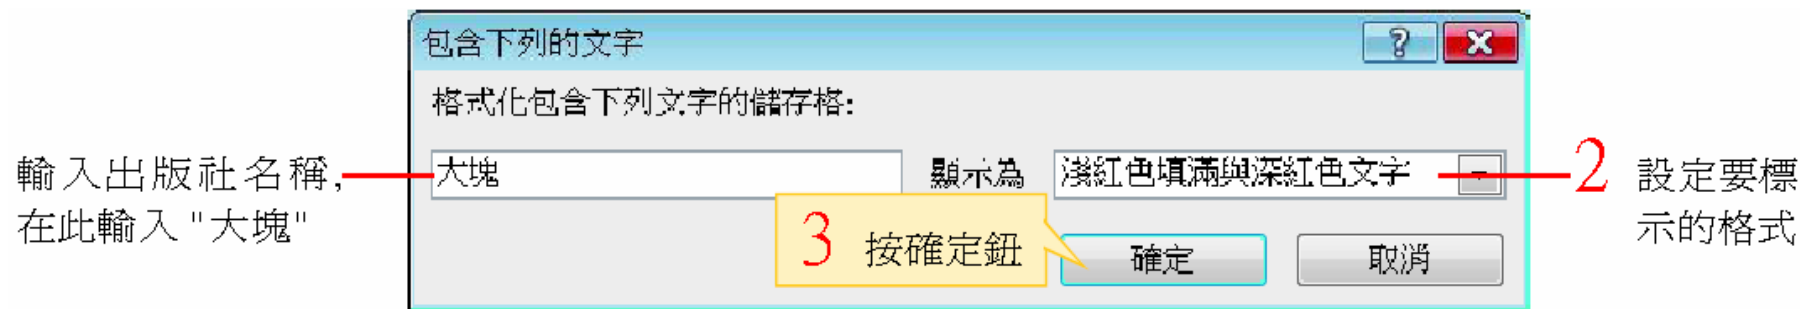 包含下列的文字
格式化包含下列文字的儲存格:
輸入出版社名稱,
在此輸入"大塊"
大塊
顯示為
淺紅色填滿與深紅色文字
2 設定要標
示的格式
3 按確定鈕
確定
取消